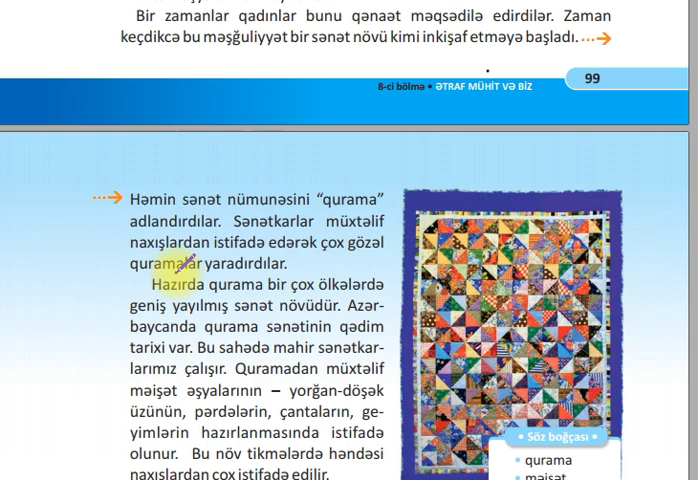 Bir zamanlar qadınlar bunu qənaət məqsədilə edirdilər. Zaman
keçdikcə bu məşğuliyyət bir sənət növü kimi inkişaf etməyə başladı.
8-ci bölmə • ƏTRAF MÜHİT VƏ BİZ
99
Həmin sənət nümunəsini “qurama”
adlandırdılar. Sənətkarlar müxtəlif
naxışlardan istifadə edərək çox gözəl
quramalar yaradırdılar.
Hazırda qurama bir çox ölkələrdə
geniş yayılmış sənət növüdür. Azər-
baycanda qurama sənətinin qədim
tarixi var. Bu sahədə mahir sənətkar-
larımız çalışır. Quramadan müxtəlif
məişət əşyalarının – yorğan-döşək
üzünün, pərdələrin, çantaların, ge-
yimlərin hazırlanmasında istifadə
olunur. Bu növ tikmələrdə həndəsi
naxışlardan çox istifadə edilir.
• Söz boğçası •
• qurama
• məişət